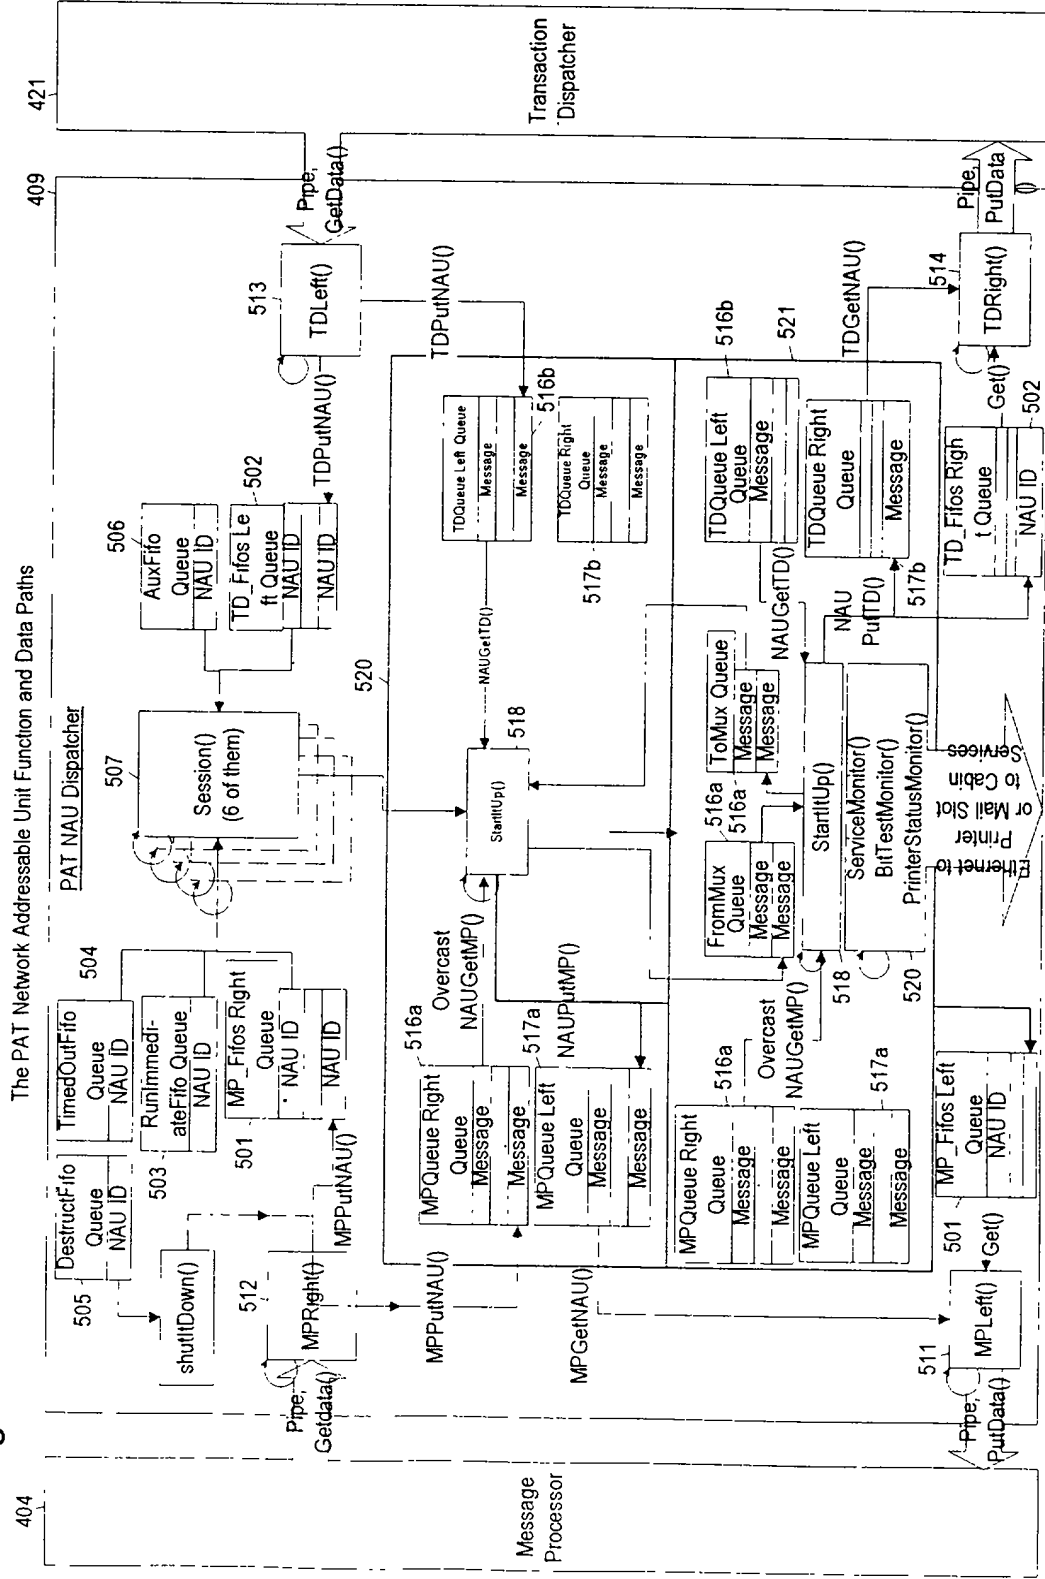 The PAT Network Addressable Unit Function and Data Paths
PAT NAU Dispatcher
404
Message
Processor
409
421
Transaction
Dispatcher
505
DestructFifo
Queue
NAU ID
504
TimedOutFifo
Queue
NAU ID
503
RunImmedi-
ateFifo Queue
NAU ID
501
MP_Fifos Right
Queue
NAU ID
NAU ID
shutItDown()
512
MPRight()
Pipe,
Getdata()
MPPutNAU()
MPPutNAU()
507
Session()
(6 of them)
506
AuxFifo
Queue
NAU ID
502
TD_Fifos Le
ft Queue
NAU ID
NAU ID
TDPutNAU()
513
TDLeft()
Pipe,
GetData()
TDPutNAU()
520
516a
MPQueue Right
Queue
Message
Message
517a
MPQueue Left
Queue
Message
Message
Overcast
NAUGetMP()
NAUPutMP()
MPGetNAU()
518
StartItUp()
NAUGetTD()
TDQueue Left Queue
Message
Message
516b
TDQueue Right
Queue
Message
Message
517b
516a
MPQueue Right
Queue
Message
Message
MPQueue Left
Queue
Message
Message
517a
Overcast
NAUGetMP()
516a
516a
FromMux
Queue
Message
Message
ToMux Queue
Message
Message
StartItUp()
518
ServiceMonitor()
BitTestMonitor()
PrinterStatusMonitor()
520
NAUGetTD()
NAU
PutTD()
516b
TDQueue Left
Queue
Message
521
TDQueue Right
Queue
Message
517b
TDGetNAU()
514
TDRight()
Pipe,
PutData
()
Get()
502
TD_Fifos Righ
t Queue
NAU ID
501
MP_Fifos Left
Queue
NAU ID
Get()
511
MPLeft()
Pipe,
PutData()
Ethernet to
Printer
or Mail Slot
to Cabin
Services